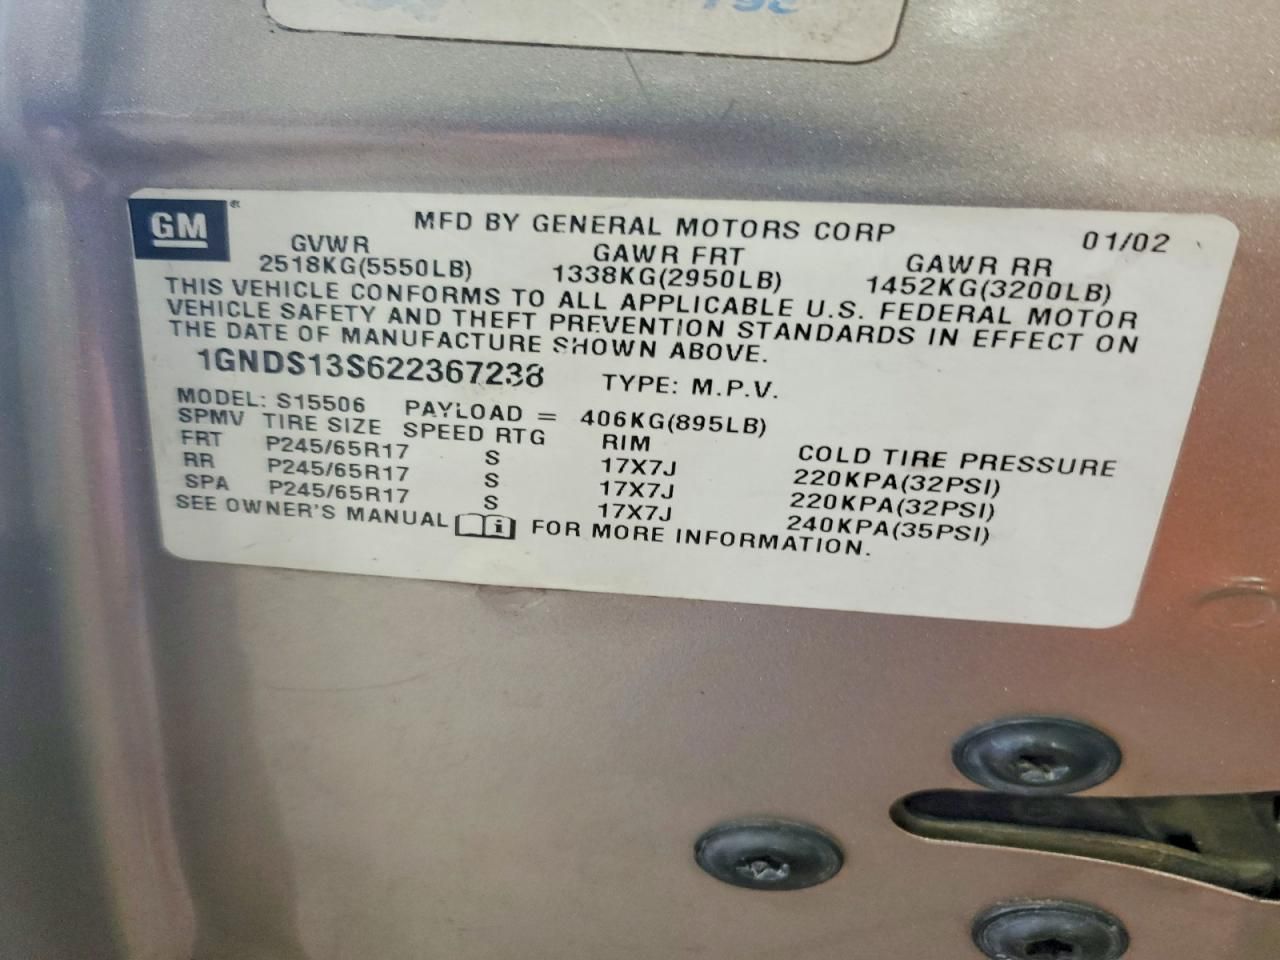 GM
MFD BY GENERAL MOTORS CORP 01/02
GVWR GAWR FRT GAWR RR
2518KG(5550LB) 1338KG(2950LB) 1452KG(3200LB)
THIS VEHICLE CONFORMS TO ALL APPLICABLE U.S. FEDERAL MOTOR
VEHICLE SAFETY AND THEFT PREVENTION STANDARDS IN EFFECT ON
THE DATE OF MANUFACTURE SHOWN ABOVE.
1GNDS13S622367238 TYPE: M.P.V.
MODEL: S15506 PAYLOAD = 406KG(895LB)
SPMV TIRE SIZE SPEED RTG RIM COLD TIRE PRESSURE
FRT P245/65R17 S 17X7J 220KPA(32PSI)
RR P245/65R17 S 17X7J 220KPA(32PSI)
SPA P245/65R17 S 17X7J 240KPA(35PSI)
SEE OWNER'S MANUAL i FOR MORE INFORMATION.